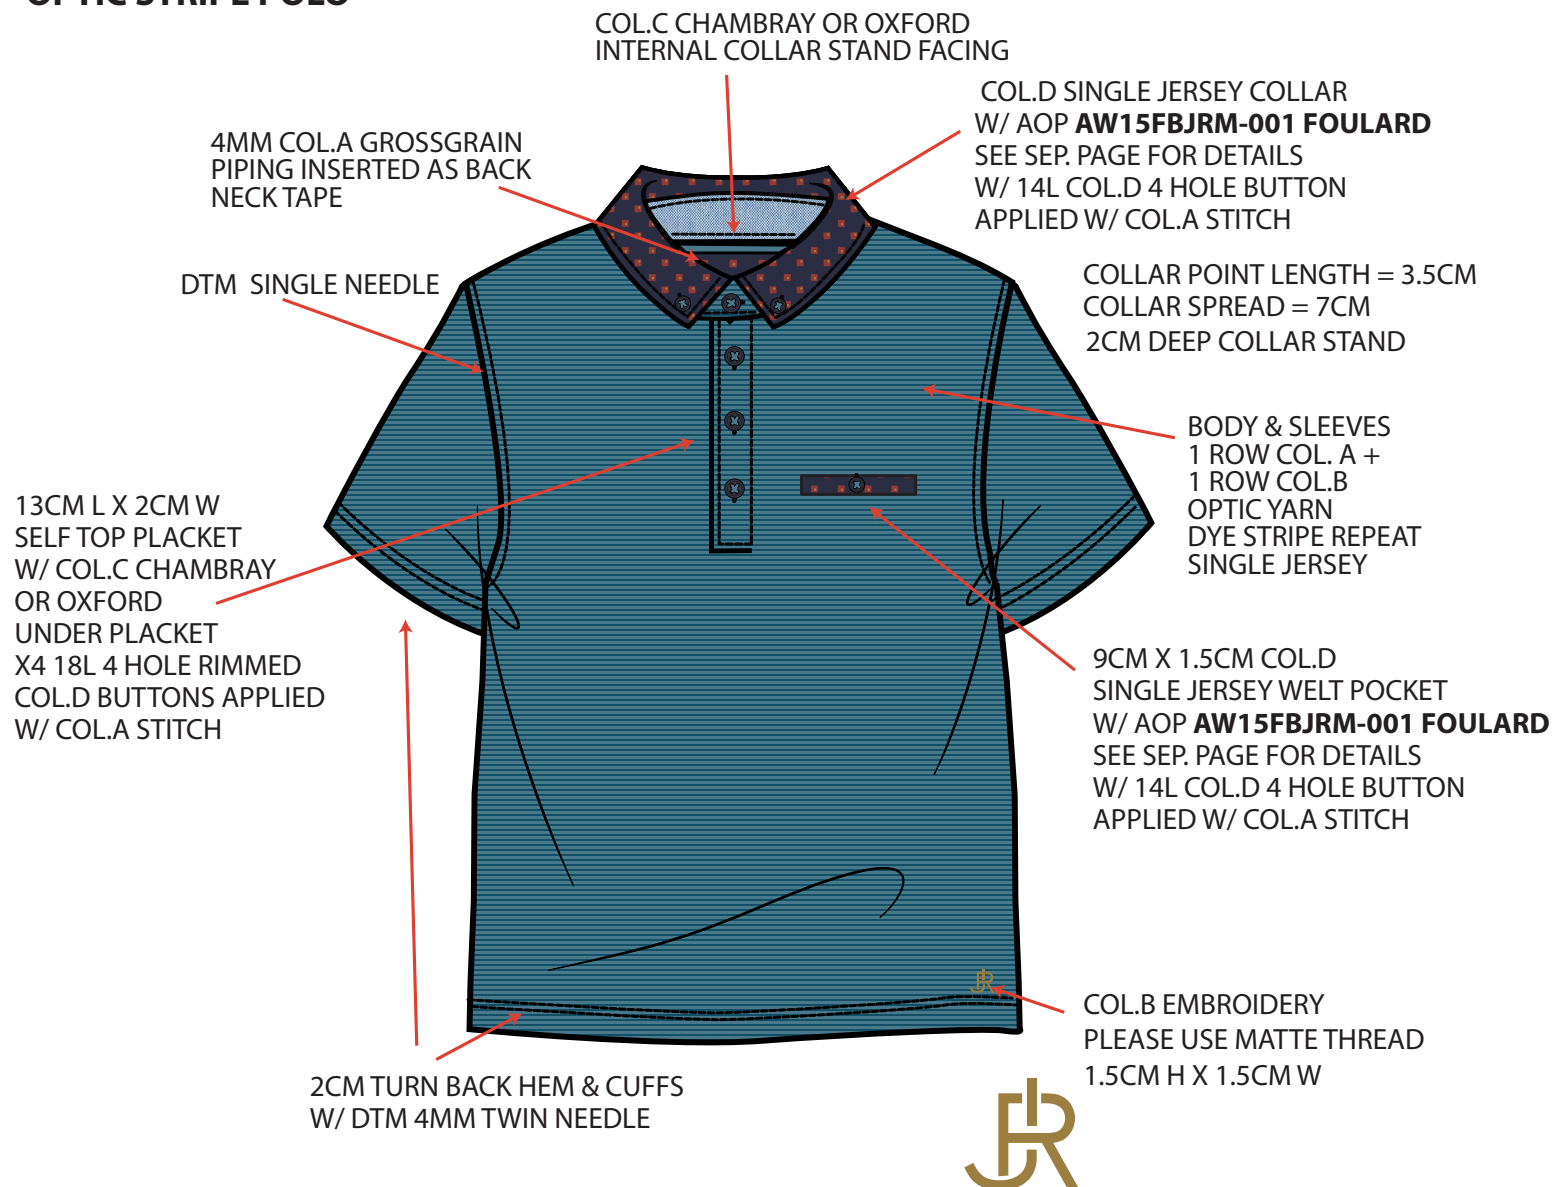 OPTIC STRIPE POLO
COL.C CHAMBRAY OR OXFORD
INTERNAL COLLAR STAND FACING
COL.D SINGLE JERSEY COLLAR
W/ AOP AW15FBJRM-001 FOULARD
SEE SEP. PAGE FOR DETAILS
W/ 14L COL.D 4 HOLE BUTTON
APPLIED W/ COL.A STITCH
4MM COL.A GROSSGRAIN
PIPING INSERTED AS BACK
NECK TAPE
DTM SINGLE NEEDLE
COLLAR POINT LENGTH = 3.5CM
COLLAR SPREAD = 7CM
2CM DEEP COLLAR STAND
BODY & SLEEVES
1 ROW COL. A +
1 ROW COL.B
OPTIC YARN
DYE STRIPE REPEAT
SINGLE JERSEY
13CM L X 2CM W
SELF TOP PLACKET
W/ COL.C CHAMBRAY
OR OXFORD
UNDER PLACKET
X4 18L 4 HOLE RIMMED
COL.D BUTTONS APPLIED
W/ COL.A STITCH
9CM X 1.5CM COL.D
SINGLE JERSEY WELT POCKET
W/ AOP AW15FBJRM-001 FOULARD
SEE SEP. PAGE FOR DETAILS
W/ 14L COL.D 4 HOLE BUTTON
APPLIED W/ COL.A STITCH
JR
COL.B EMBROIDERY
PLEASE USE MATTE THREAD
1.5CM H X 1.5CM W
2CM TURN BACK HEM & CUFFS
W/ DTM 4MM TWIN NEEDLE
JR